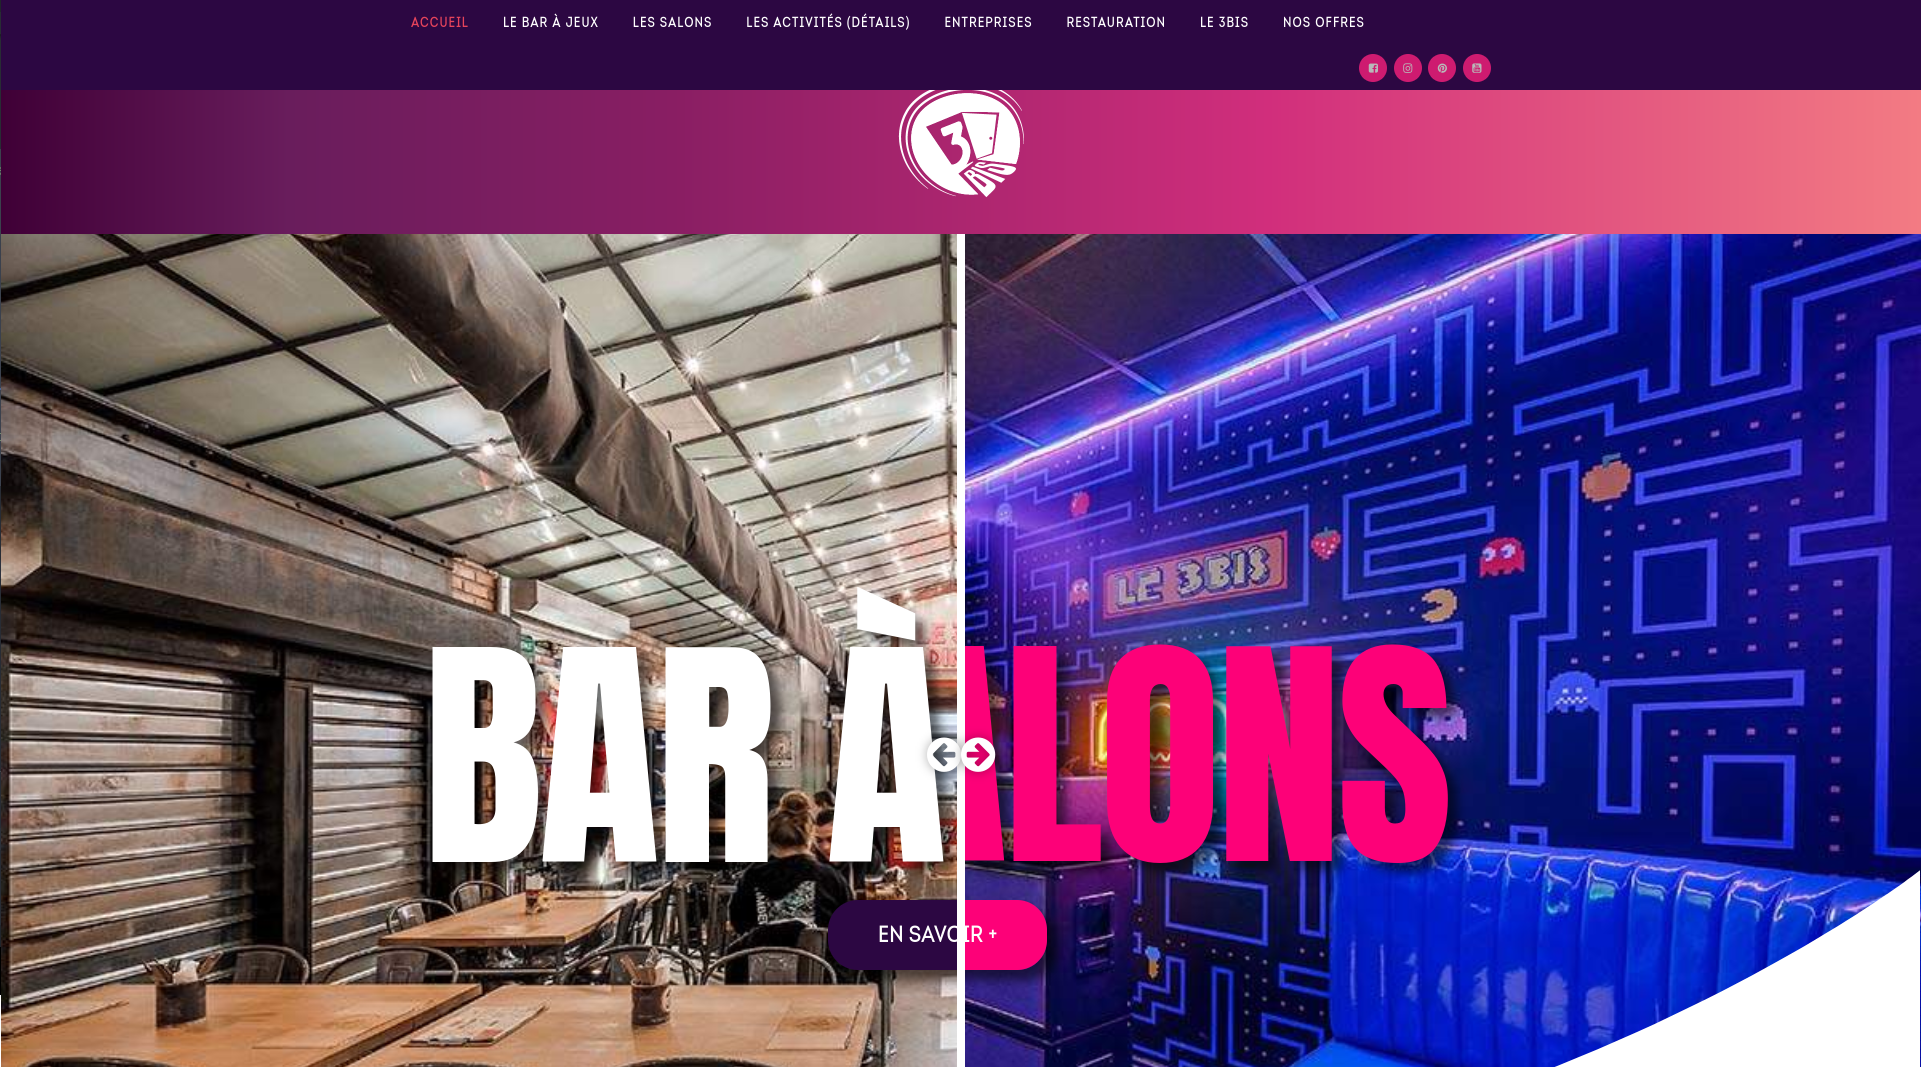 ACCUEIL LE BAR À JEUX LES SALONS LES ACTIVITÉS (DÉTAILS) ENTREPRISES RESTAURATION LE 3BIS NOS OFFRES
3
BIS
LE 3BIS
BAR À
ALONS
EN SAVOIR +